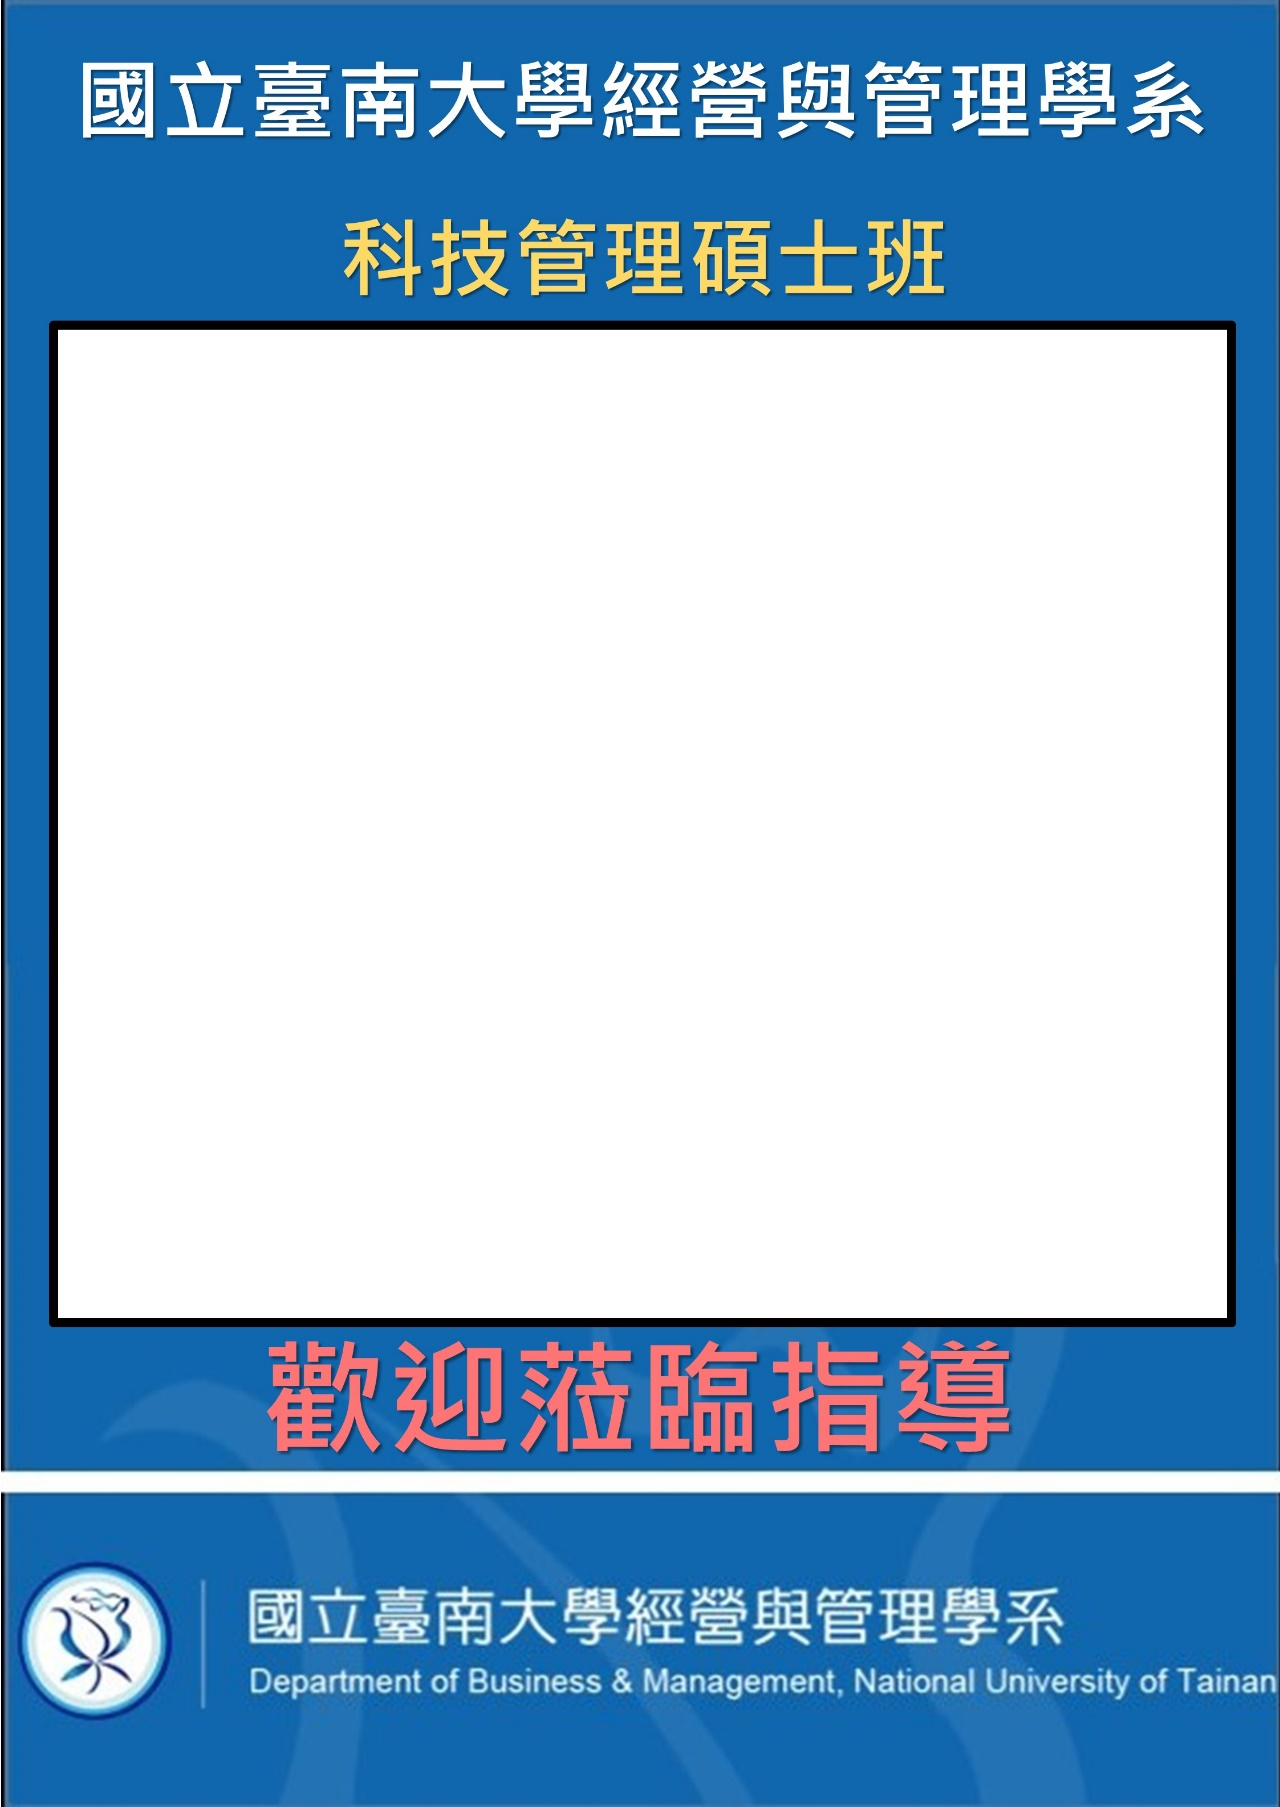 國立臺南大學經營與管理學系
科技管理碩士班
歡迎蒞臨指導
國立臺南大學經營與管理學系
Department of Business & Management, National University of Tainan